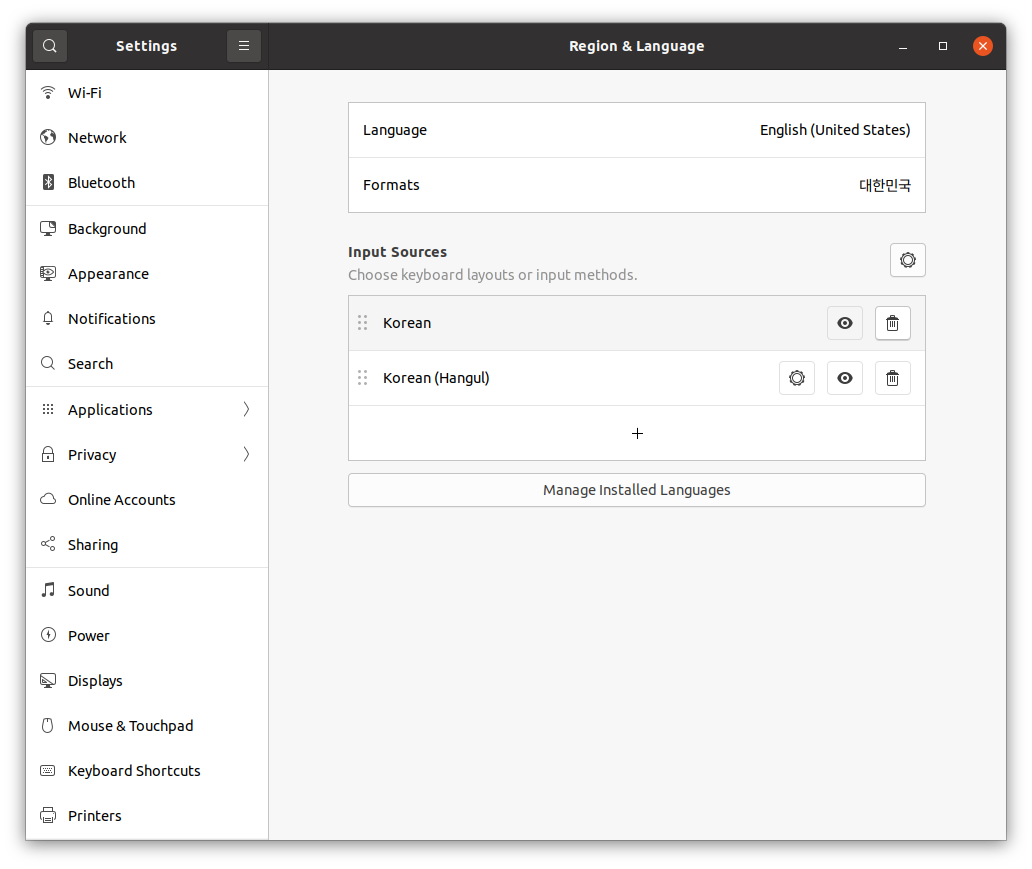 Settings
Region & Language
Wi-Fi
Network
Bluetooth
Background
Appearance
Notifications
Search
Applications
Privacy
Online Accounts
Sharing
Sound
Power
Displays
Mouse & Touchpad
Keyboard Shortcuts
Printers
Language English (United States)
Formats 대한민국
Input Sources
Choose keyboard layouts or input methods.
Korean
Korean (Hangul)
Manage Installed Languages